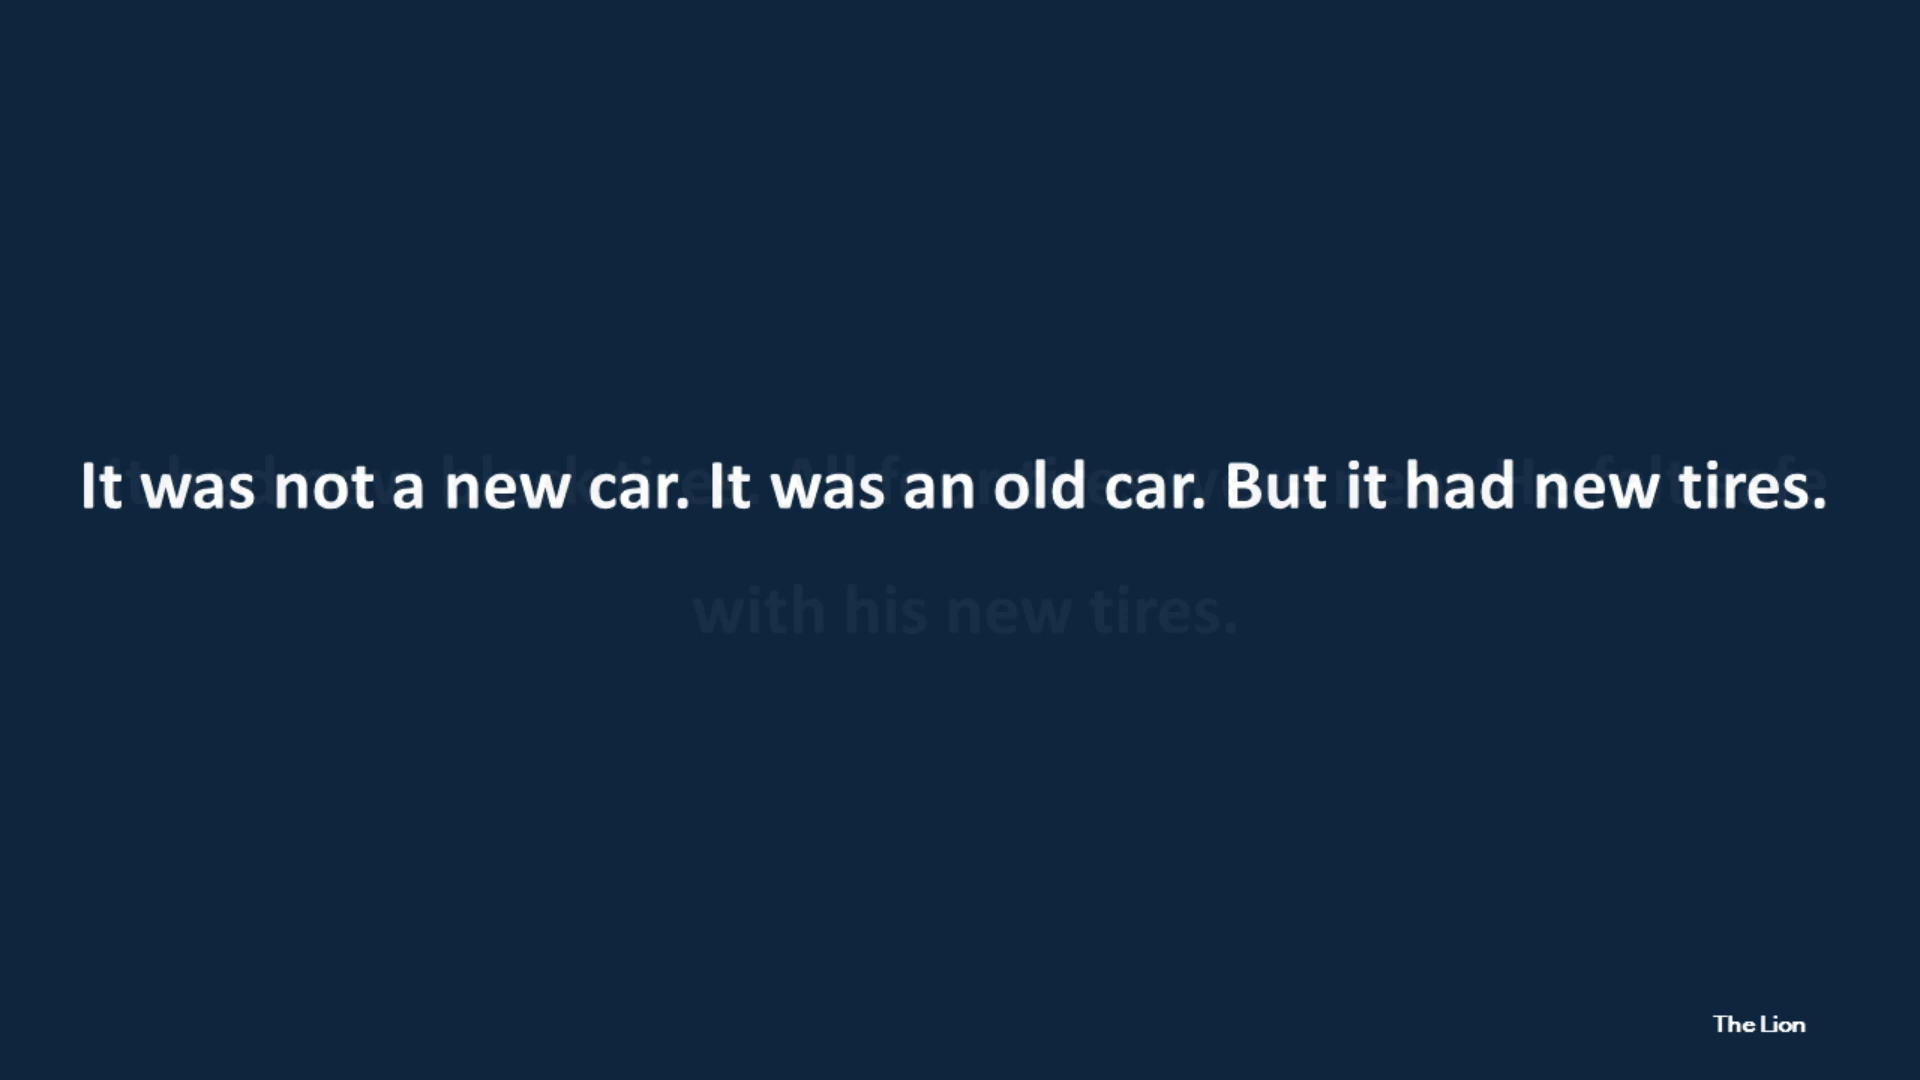 It was not a new car. It was an old car. But it had new tires.
with his new tires.
The Lion